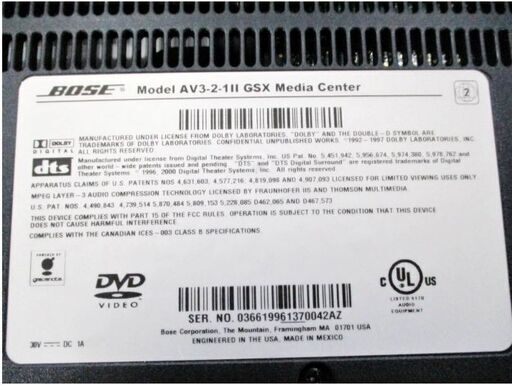 BOSE® Model AV3-2-1II GSX Media Center
2
MANUFACTURED UNDER LICENSE FROM DOLBY LABORATORIES. "DOLBY" AND THE DOUBLE-D SYMBOL ARE
TRADEMARKS OF DOLBY LABORATORIES. CONFIDENTIAL UNPUBLISHED WORKS. ©1992-1997 DOLBY LABORATORIES, INC.
ALL RIGHTS RESERVED.
DOLBY
DIGITAL
dts
Manufactured under license from Digital Theater Systems, Inc. US Pat. No. 5,451,942, 5,956,674, 5,974,380, 5,978,762 and
other world-wide patents issued and pending. "DTS" and "DTS Digital Surround" are registered trademarks of Digital
Theater Systems. ©1996, 2000 Digital Theater Systems, Inc. All rights reserved.
APPARATUS CLAIMS OF U.S. PATENTS NOS 4,631,603, 4,577,216, 4,819,098 AND 4,907,093 LICENSED FOR LIMITED VIEWING USES ONLY
MPEG LAYER-3 AUDIO COMPRESSION TECHNOLOGY LICENSED BY FRAUNHOFER IIS AND THOMSON MULTIMEDIA.
U.S. PAT. NOS. 4,490,843 4,739,514 5,870,484 5,809,153 5,228,085 D462,065 AND D467,573
THIS DEVICE COMPLIES WITH PART 15 OF THE FCC RULES. OPERATION IS SUBJECT TO THE CONDITION THAT THIS DEVICE
DOES NOT CAUSE HARMFUL INTERFERENCE.
COMPLIES WITH THE CANADIAN ICES-003 CLASS B SPECIFICATIONS.
POWERED BY
gracenote
DVD
VIDEO
C UL® US
LISTED
AUDIO
EQUIPMENT
SER. NO. 036619961370042AZ
Bose Corporation, The Mountain, Framingham MA 01701 USA
ENGINEERED IN THE USA, MADE IN MEXICO
30V DC 1A